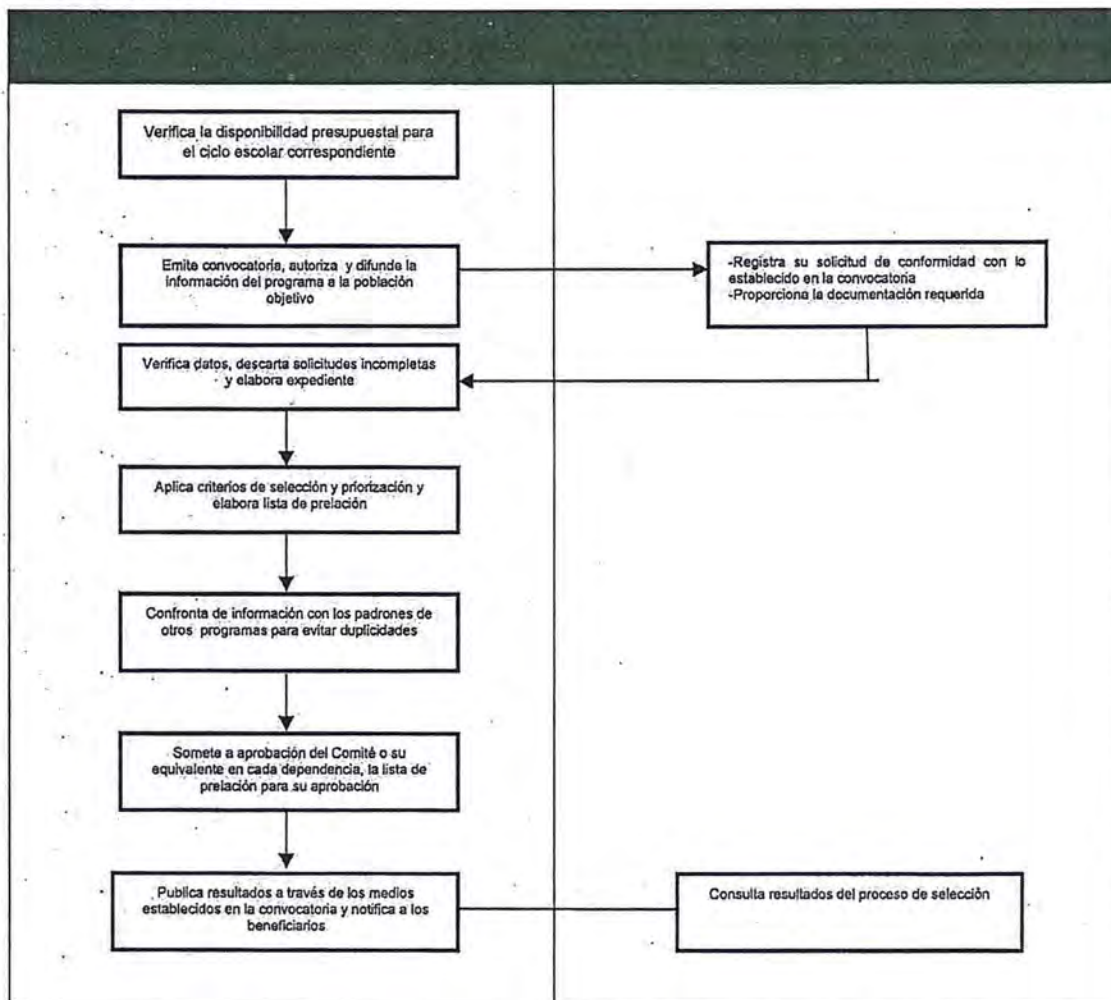 Verifica la disponibilidad presupuestal para
el ciclo escolar correspondiente
Emite convocatoria, autoriza y difunde la
información del programa a la población
objetivo
-Registra su solicitud de conformidad con lo
establecido en la convocatoria
-Proporciona la documentación requerida
Verifica datos, descarta solicitudes incompletas
y elabora expediente
Aplica criterios de selección y priorización y
elabora lista de prelación
Confronta de información con los padrones de
otros programas para evitar duplicidades
Somete a aprobación del Comité o su
equivalente en cada dependencia, la lista de
prelación para su aprobación
Publica resultados a través de los medios
establecidos en la convocatoria y notifica a los
beneficiarios
Consulta resultados del proceso de selección